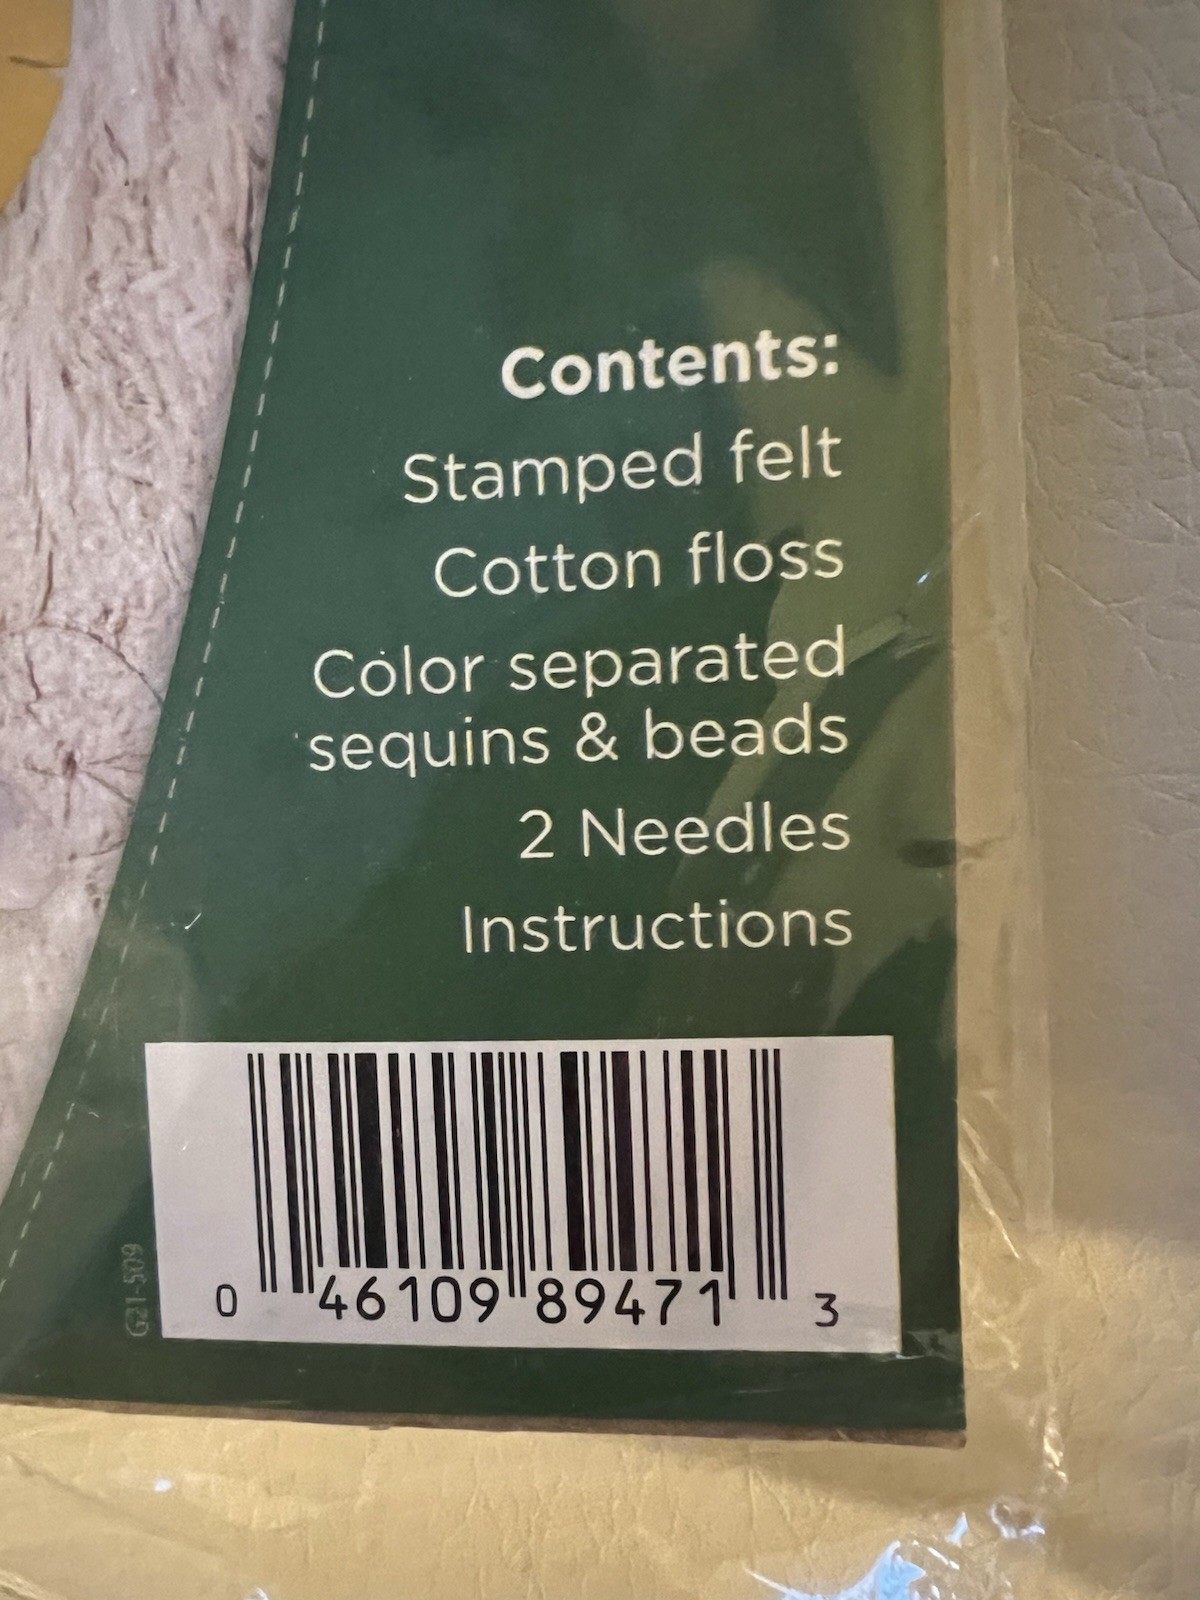 Contents:
Stamped felt
Cotton floss
Color separated
sequins & beads
2 Needles
Instructions
G21-509
0 46109 89471 3